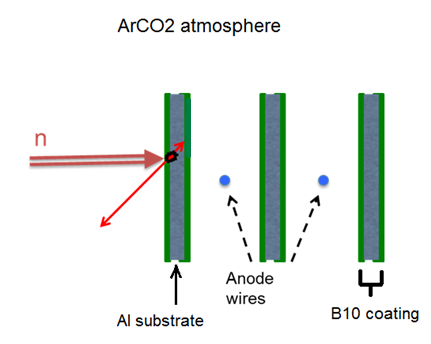 ArCO2 atmosphere
n
Anode
wires
Al substrate
B10 coating